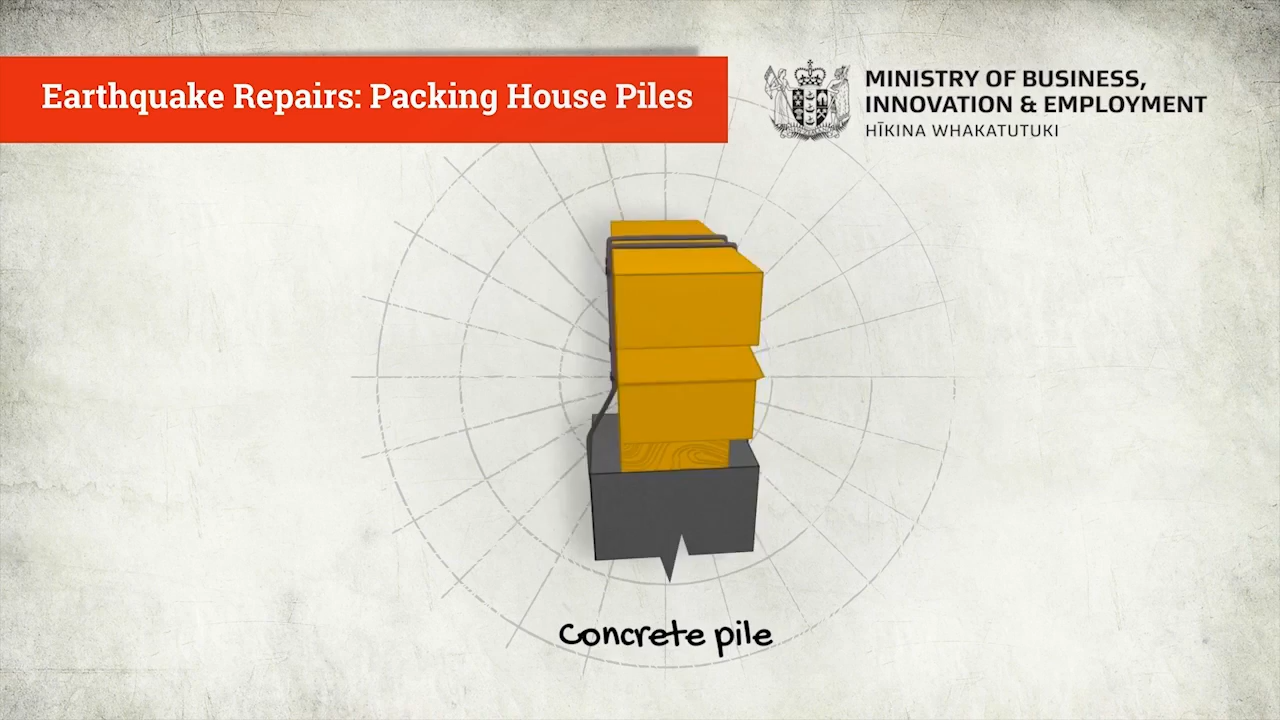 Earthquake Repairs: Packing House Piles
MINISTRY OF BUSINESS,
INNOVATION & EMPLOYMENT
HĪKINA WHAKATUTUKI
Concrete pile